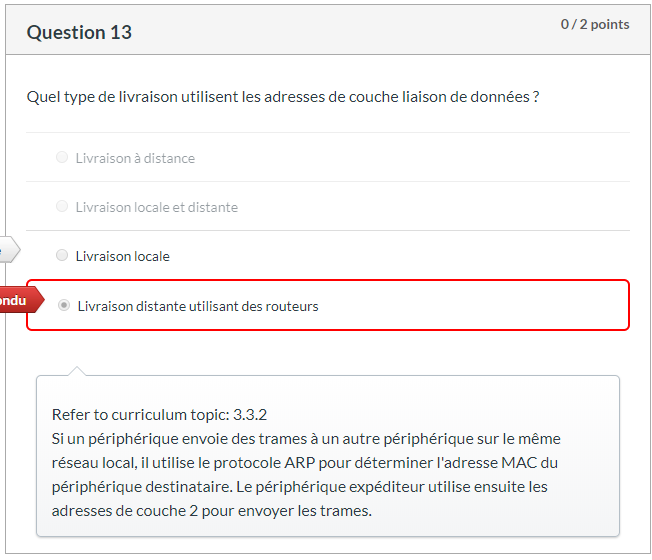 Question 13
0 / 2 points
Quel type de livraison utilisent les adresses de couche liaison de données ?
Livraison à distance
Livraison locale et distante
Livraison locale
ondu
Livraison distante utilisant des routeurs
Refer to curriculum topic: 3.3.2
Si un périphérique envoie des trames à un autre périphérique sur le même
réseau local, il utilise le protocole ARP pour déterminer l'adresse MAC du
périphérique destinataire. Le périphérique expéditeur utilise ensuite les
adresses de couche 2 pour envoyer les trames.